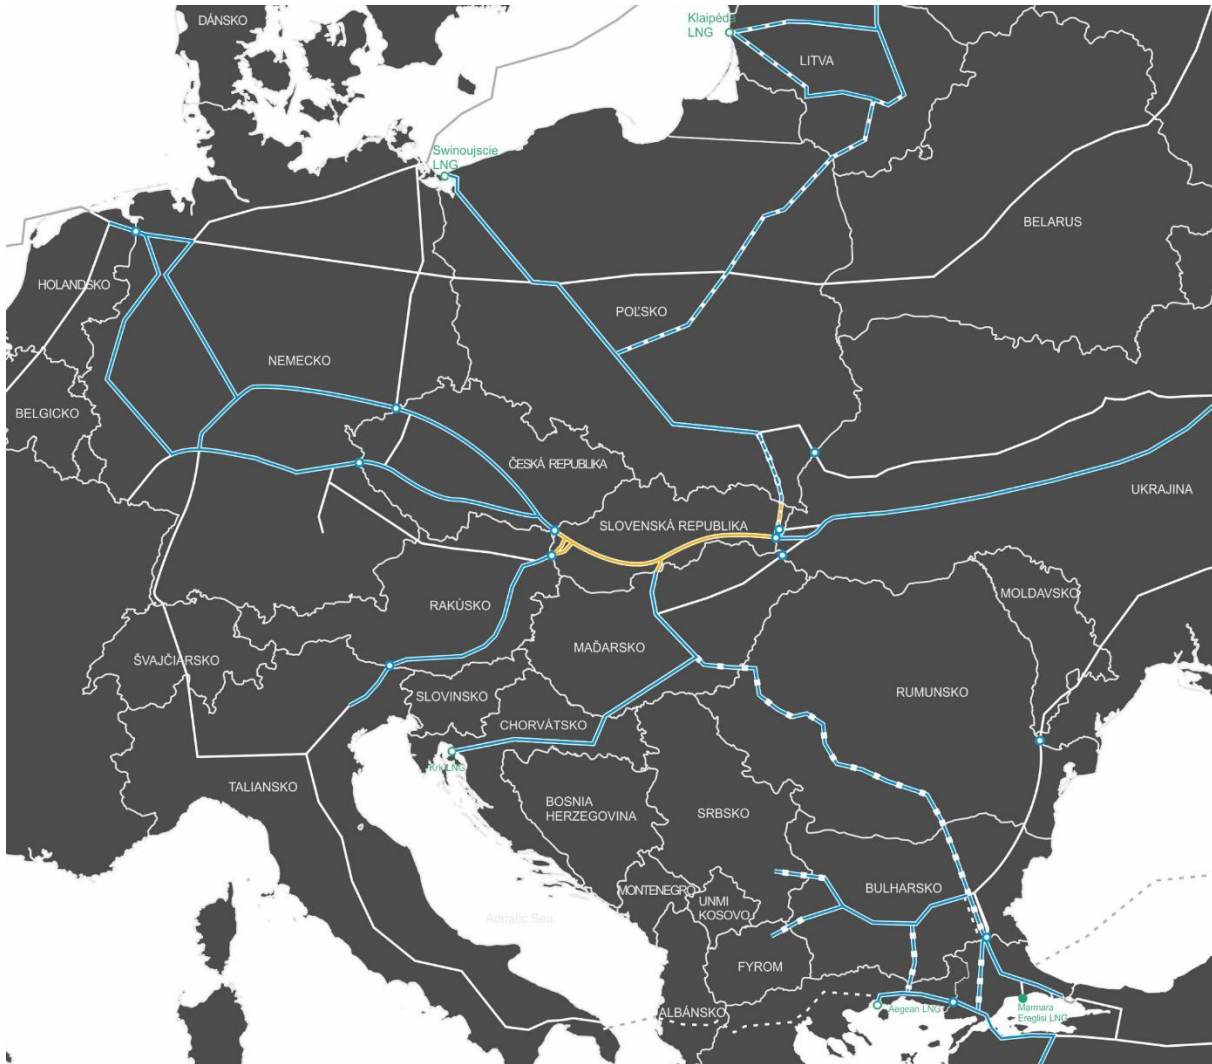 DÁNSKO
Klaipėda
LNG
LITVA
Swinoujscie
LNG
BELARUS
HOLANDSKO
POĽSKO
NEMECKO
BELGICKO
ČESKÁ REPUBLIKA
UKRAJINA
SLOVENSKÁ REPUBLIKA
MOLDAVSKO
RAKÚSKO
MAĎARSKO
ŠVAJČIARSKO
RUMUNSKO
SLOVINSKO
CHORVÁTSKO
Krk LNG
TALIANSKO
BOSNIA
HERZEGOVINA
SRBSKO
BULHARSKO
MONTENEGRO
UNMI
KOSOVO
Adriatic Sea
FYROM
ALBÁNSKO
Aegean LNG
Marmara
Ereglisi LNG